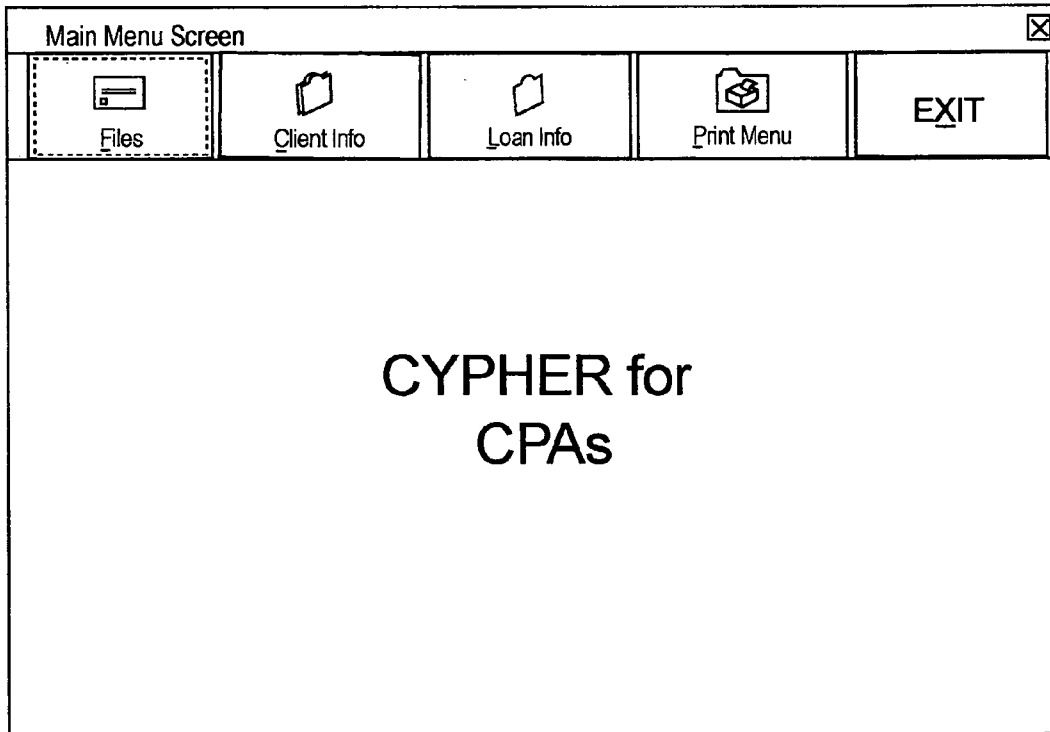 Main Menu Screen
Files Client Info Loan Info Print Menu EXIT
CYPHER for
CPAs